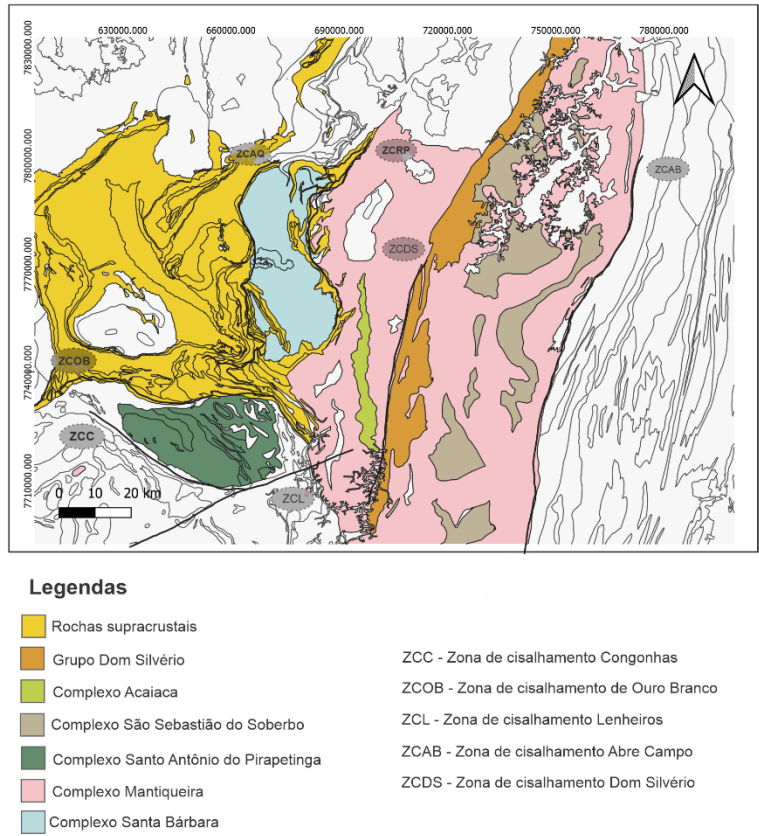 630000.000 660000.000 690000.000 720000.000 750000.000 780000.000
7830000.000
7800000.000
7770000.000
7740000.000
7710000.000
ZCAQ
ZCRP
ZCAB
ZCDS
ZCOB
ZCC
ZCL
0 10 20 km
Legendas
Rochas supracrustais
Grupo Dom Silvério
Complexo Acaiaca
Complexo São Sebastião do Soberbo
Complexo Santo Antônio do Pirapetinga
Complexo Mantiqueira
Complexo Santa Bárbara
ZCC - Zona de cisalhamento Congonhas
ZCOB - Zona de cisalhamento de Ouro Branco
ZCL - Zona de cisalhamento Lenheiros
ZCAB - Zona de cisalhamento Abre Campo
ZCDS - Zona de cisalhamento Dom Silvério